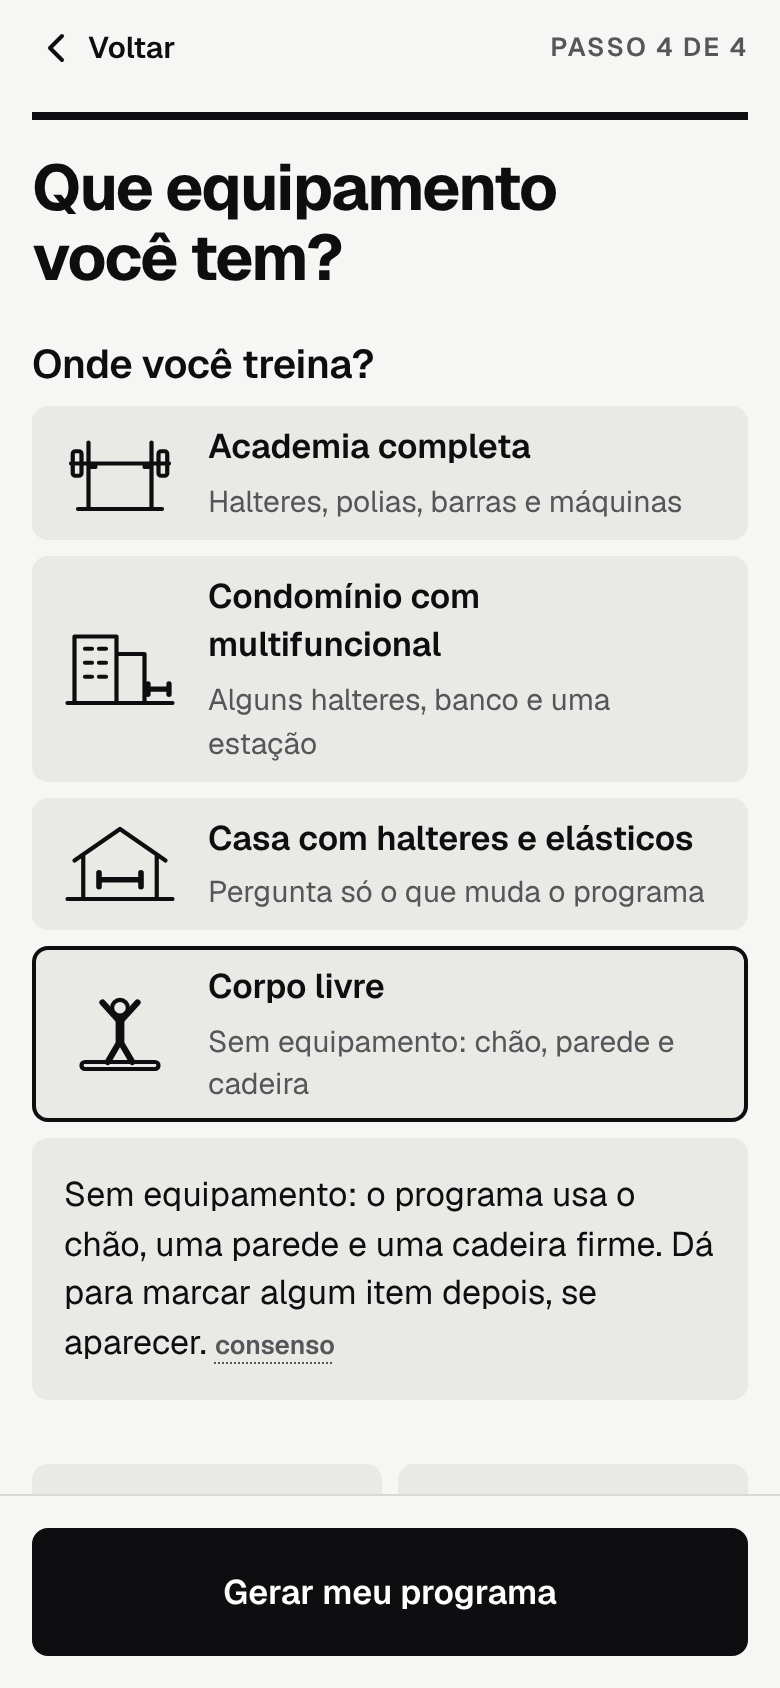 Voltar
PASSO 4 DE 4
Que equipamento
você tem?
Onde você treina?
Academia completa
Halteres, polias, barras e máquinas
Condomínio com
multifuncional
Alguns halteres, banco e uma
estação
Casa com halteres e elásticos
Pergunta só o que muda o programa
Corpo livre
Sem equipamento: chão, parede e
cadeira
Sem equipamento: o programa usa o
chão, uma parede e uma cadeira firme. Dá
para marcar algum item depois, se
aparecer. consenso
Gerar meu programa